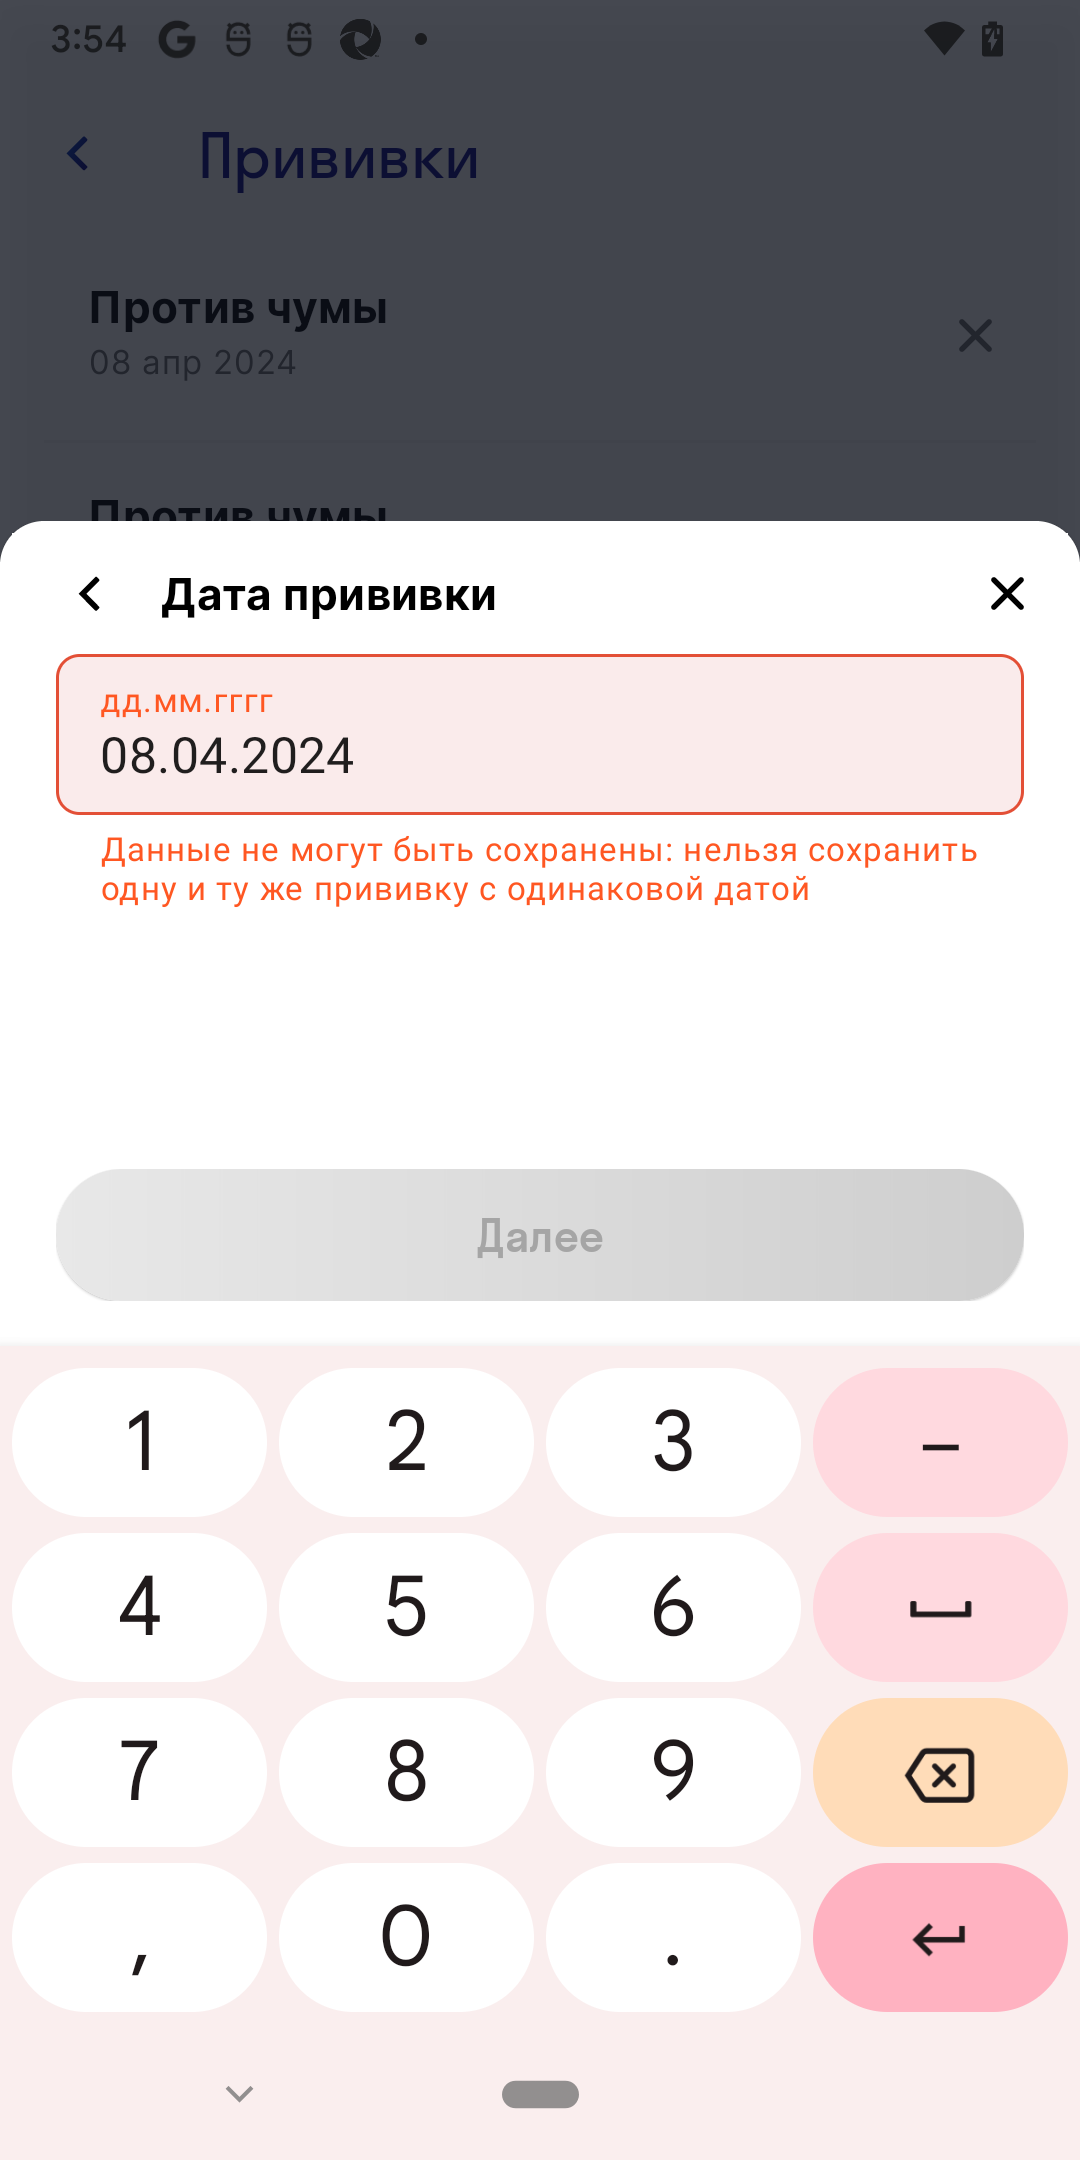 3:54
Прививки
Против чумы
08 апр 2024
Против чумы
Дата прививки
дд.мм.гггг
08.04.2024
Данные не могут быть сохранены: нельзя сохранить
одну и ту же прививку с одинаковой датой
Далее
1 2 3 –
4 5 6
7 8 9
, 0 .